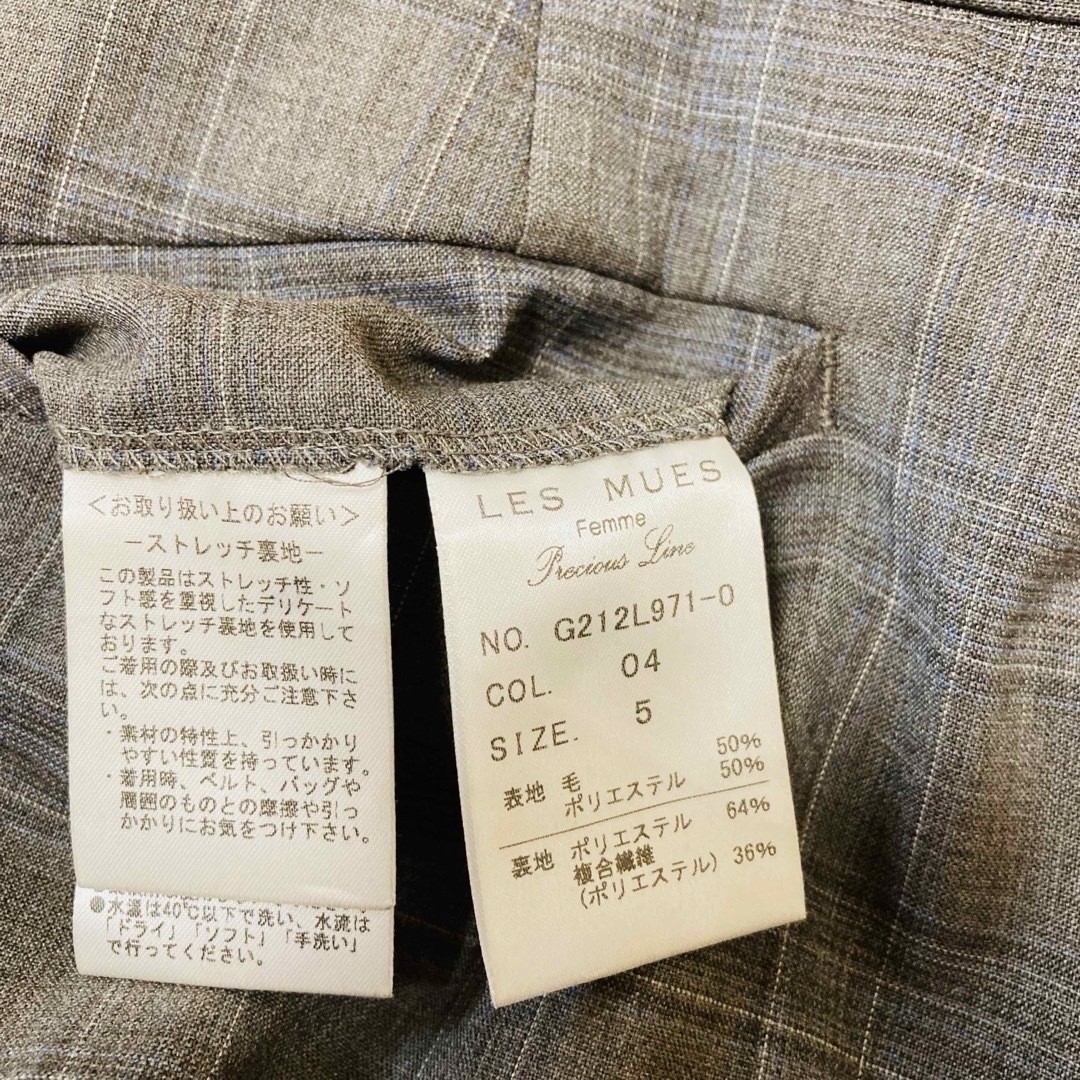 ＜お取り扱い上のお願い＞
ーストレッチ裏地ー
この製品はストレッチ性・ソ
フト感を重視したデリケート
なストレッチ裏地を使用して
おります。
ご着用の際及びお取扱い時に
は、次の点に充分ご注意下さ
い。
・素材の特性上、引っかかり
やすい性質を持っています。
・着用時、ベルト、バッグや
周囲のものとの摩擦や引っ
かかりにお気をつけ下さい。
●水温は40℃以下で洗い、水流は
「ドライ」「ソフト」「手洗い」
で行ってください。
LES MUES
Femme
Precious Line
NO. G212L971-0
COL. 04
SIZE. 5
表地 毛 50%
ポリエステル 50%
裏地 ポリエステル 64%
複合繊維
(ポリエステル) 36%